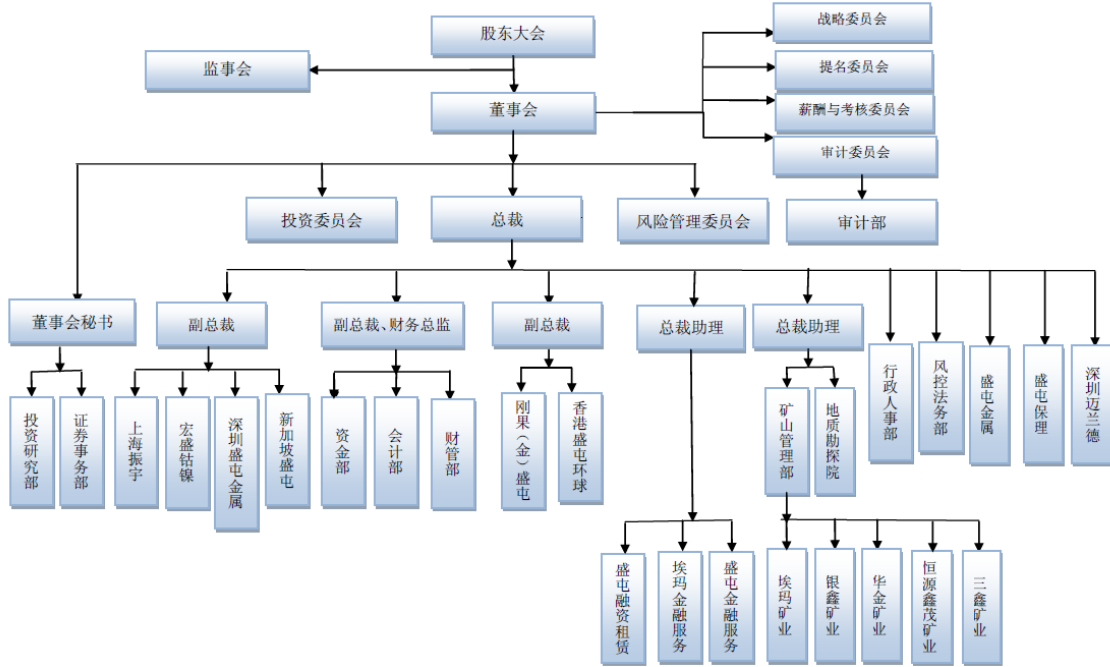 股东大会
战略委员会
监事会
提名委员会
董事会
薪酬与考核委员会
审计委员会
投资委员会
总裁
风险管理委员会
审计部
董事会秘书
副总裁
副总裁、财务总监
副总裁
总裁助理
总裁助理
行政人事部
风控法务部
盛屯金属
盛屯保理
深圳迈兰德
投资研究部
证券事务部
上海振宇
宏盛钴镍
深圳盛屯金属
新加坡盛屯
资金部
会计部
财管部
刚果（金）盛屯
香港盛屯环球
矿山管理部
地质勘探院
盛屯融资租赁
埃玛金融服务
盛屯金融服务
埃玛矿业
银鑫矿业
华金矿业
恒源鑫茂矿业
三鑫矿业